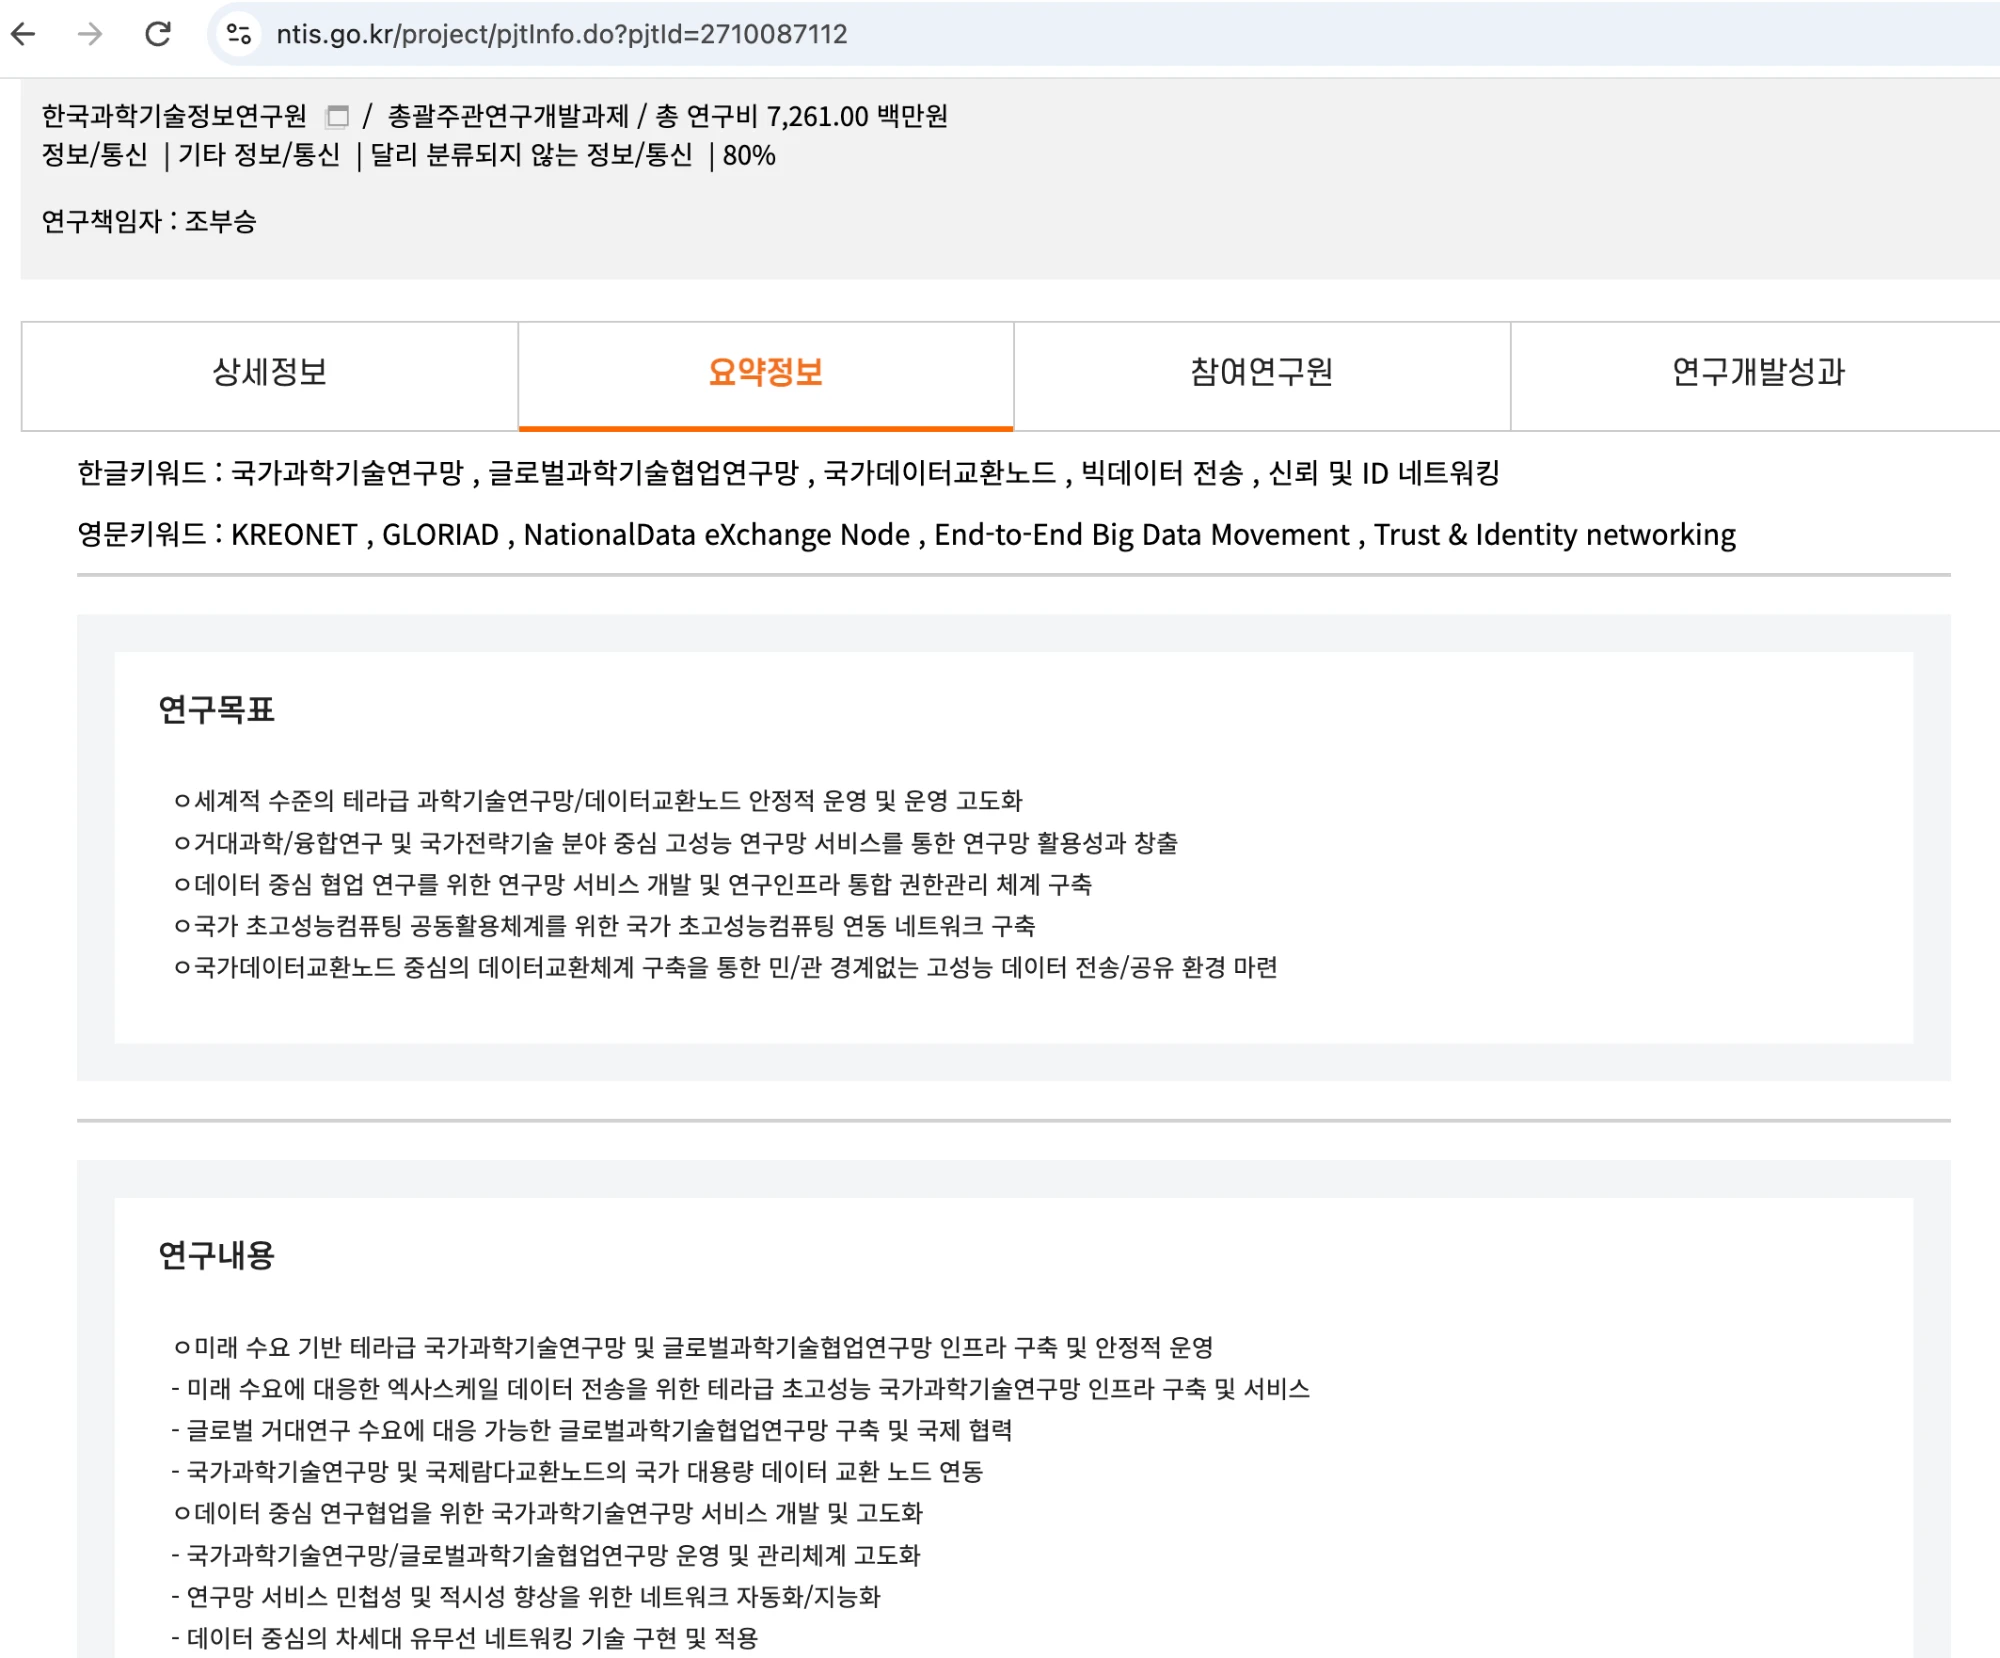 ntis.go.kr/project/pjtInfo.do?pjtId=2710087112
한국과학기술정보연구원 / 총괄주관연구개발과제 / 총 연구비 7,261.00 백만원
정보/통신 | 기타 정보/통신 | 달리 분류되지 않는 정보/통신 | 80%
연구책임자 : 조부승
상세정보 요약정보 참여연구원 연구개발성과
한글키워드 : 국가과학기술연구망 , 글로벌과학기술협업연구망 , 국가데이터교환노드 , 빅데이터 전송 , 신뢰 및 ID 네트워킹
영문키워드 : KREONET , GLORIAD , NationalData eXchange Node , End-to-End Big Data Movement , Trust & Identity networking
연구목표
ㅇ세계적 수준의 테라급 과학기술연구망/데이터교환노드 안정적 운영 및 운영 고도화
ㅇ거대과학/융합연구 및 국가전략기술 분야 중심 고성능 연구망 서비스를 통한 연구망 활용성과 창출
ㅇ데이터 중심 협업 연구를 위한 연구망 서비스 개발 및 연구인프라 통합 권한관리 체계 구축
ㅇ국가 초고성능컴퓨팅 공동활용체계를 위한 국가 초고성능컴퓨팅 연동 네트워크 구축
ㅇ국가데이터교환노드 중심의 데이터교환체계 구축을 통한 민/관 경계없는 고성능 데이터 전송/공유 환경 마련
연구내용
ㅇ미래 수요 기반 테라급 국가과학기술연구망 및 글로벌과학기술협업연구망 인프라 구축 및 안정적 운영
- 미래 수요에 대응한 엑사스케일 데이터 전송을 위한 테라급 초고성능 국가과학기술연구망 인프라 구축 및 서비스
- 글로벌 거대연구 수요에 대응 가능한 글로벌과학기술협업연구망 구축 및 국제 협력
- 국가과학기술연구망 및 국제람다교환노드의 국가 대용량 데이터 교환 노드 연동
ㅇ데이터 중심 연구협업을 위한 국가과학기술연구망 서비스 개발 및 고도화
- 국가과학기술연구망/글로벌과학기술협업연구망 운영 및 관리체계 고도화
- 연구망 서비스 민첩성 및 적시성 향상을 위한 네트워크 자동화/지능화
- 데이터 중심의 차세대 유무선 네트워킹 기술 구현 및 적용